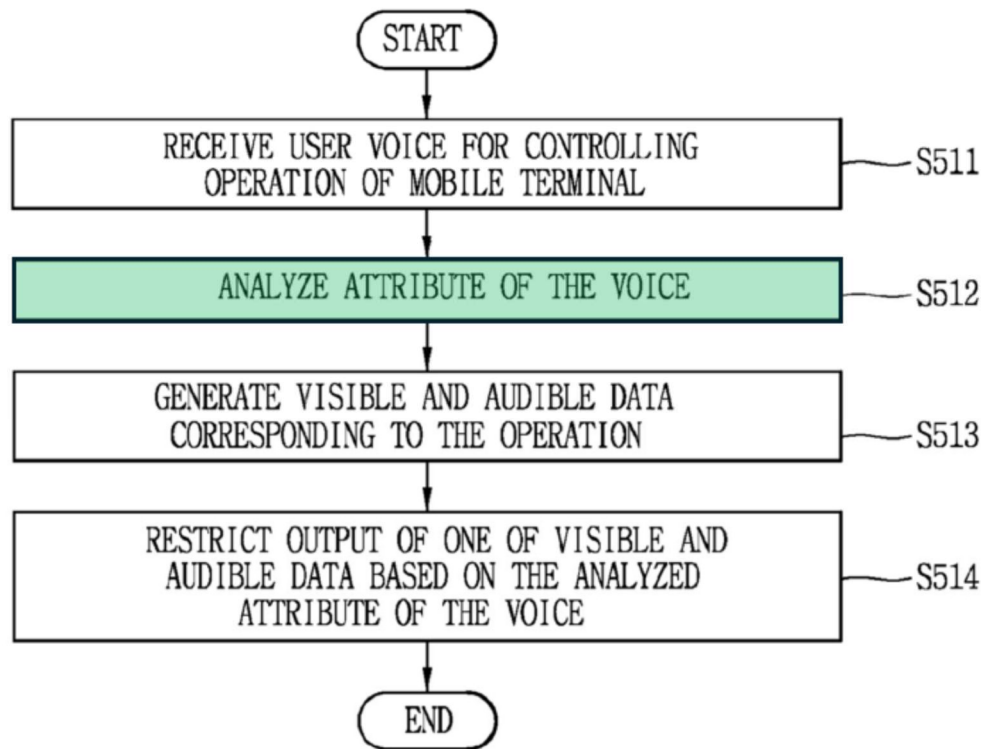 START
RECEIVE USER VOICE FOR CONTROLLING
OPERATION OF MOBILE TERMINAL
S511
ANALYZE ATTRIBUTE OF THE VOICE
S512
GENERATE VISIBLE AND AUDIBLE DATA
CORRESPONDING TO THE OPERATION
S513
RESTRICT OUTPUT OF ONE OF VISIBLE AND
AUDIBLE DATA BASED ON THE ANALYZED
ATTRIBUTE OF THE VOICE
S514
END